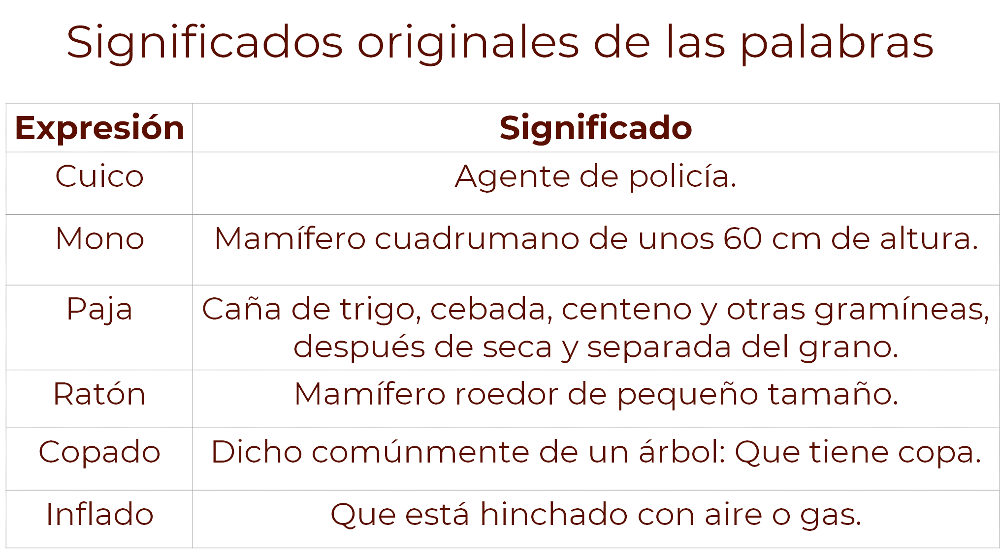 Significados originales de las palabras
Expresión
Significado
Cuico
Agente de policía.
Mono
Mamífero cuadrumano de unos 60 cm de altura.
Paja
Caña de trigo, cebada, centeno y otras gramíneas,
después de seca y separada del grano.
Ratón
Mamífero roedor de pequeño tamaño.
Copado
Dicho comúnmente de un árbol: Que tiene copa.
Inflado
Que está hinchado con aire o gas.